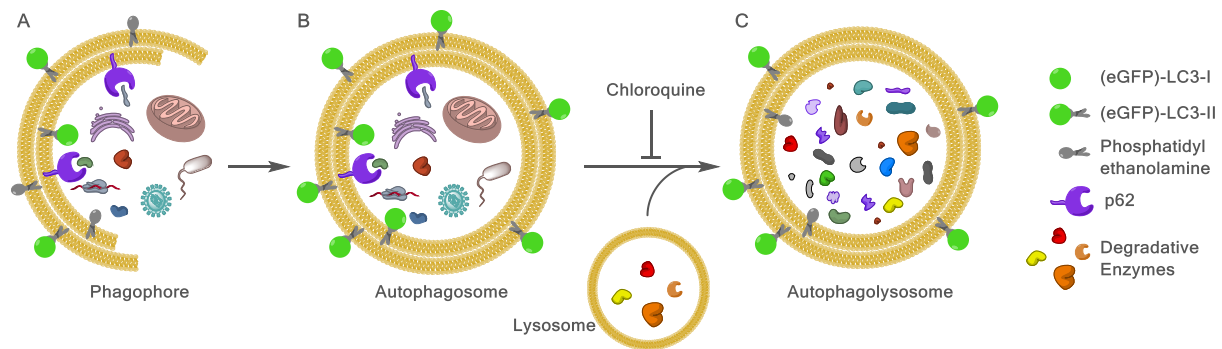 A
B
C
Chloroquine
(eGFP)-LC3-I
(eGFP)-LC3-II
Phosphatidyl
ethanolamine
p62
Degradative
Enzymes
Phagophore
Autophagosome
Lysosome
Autophagolysosome